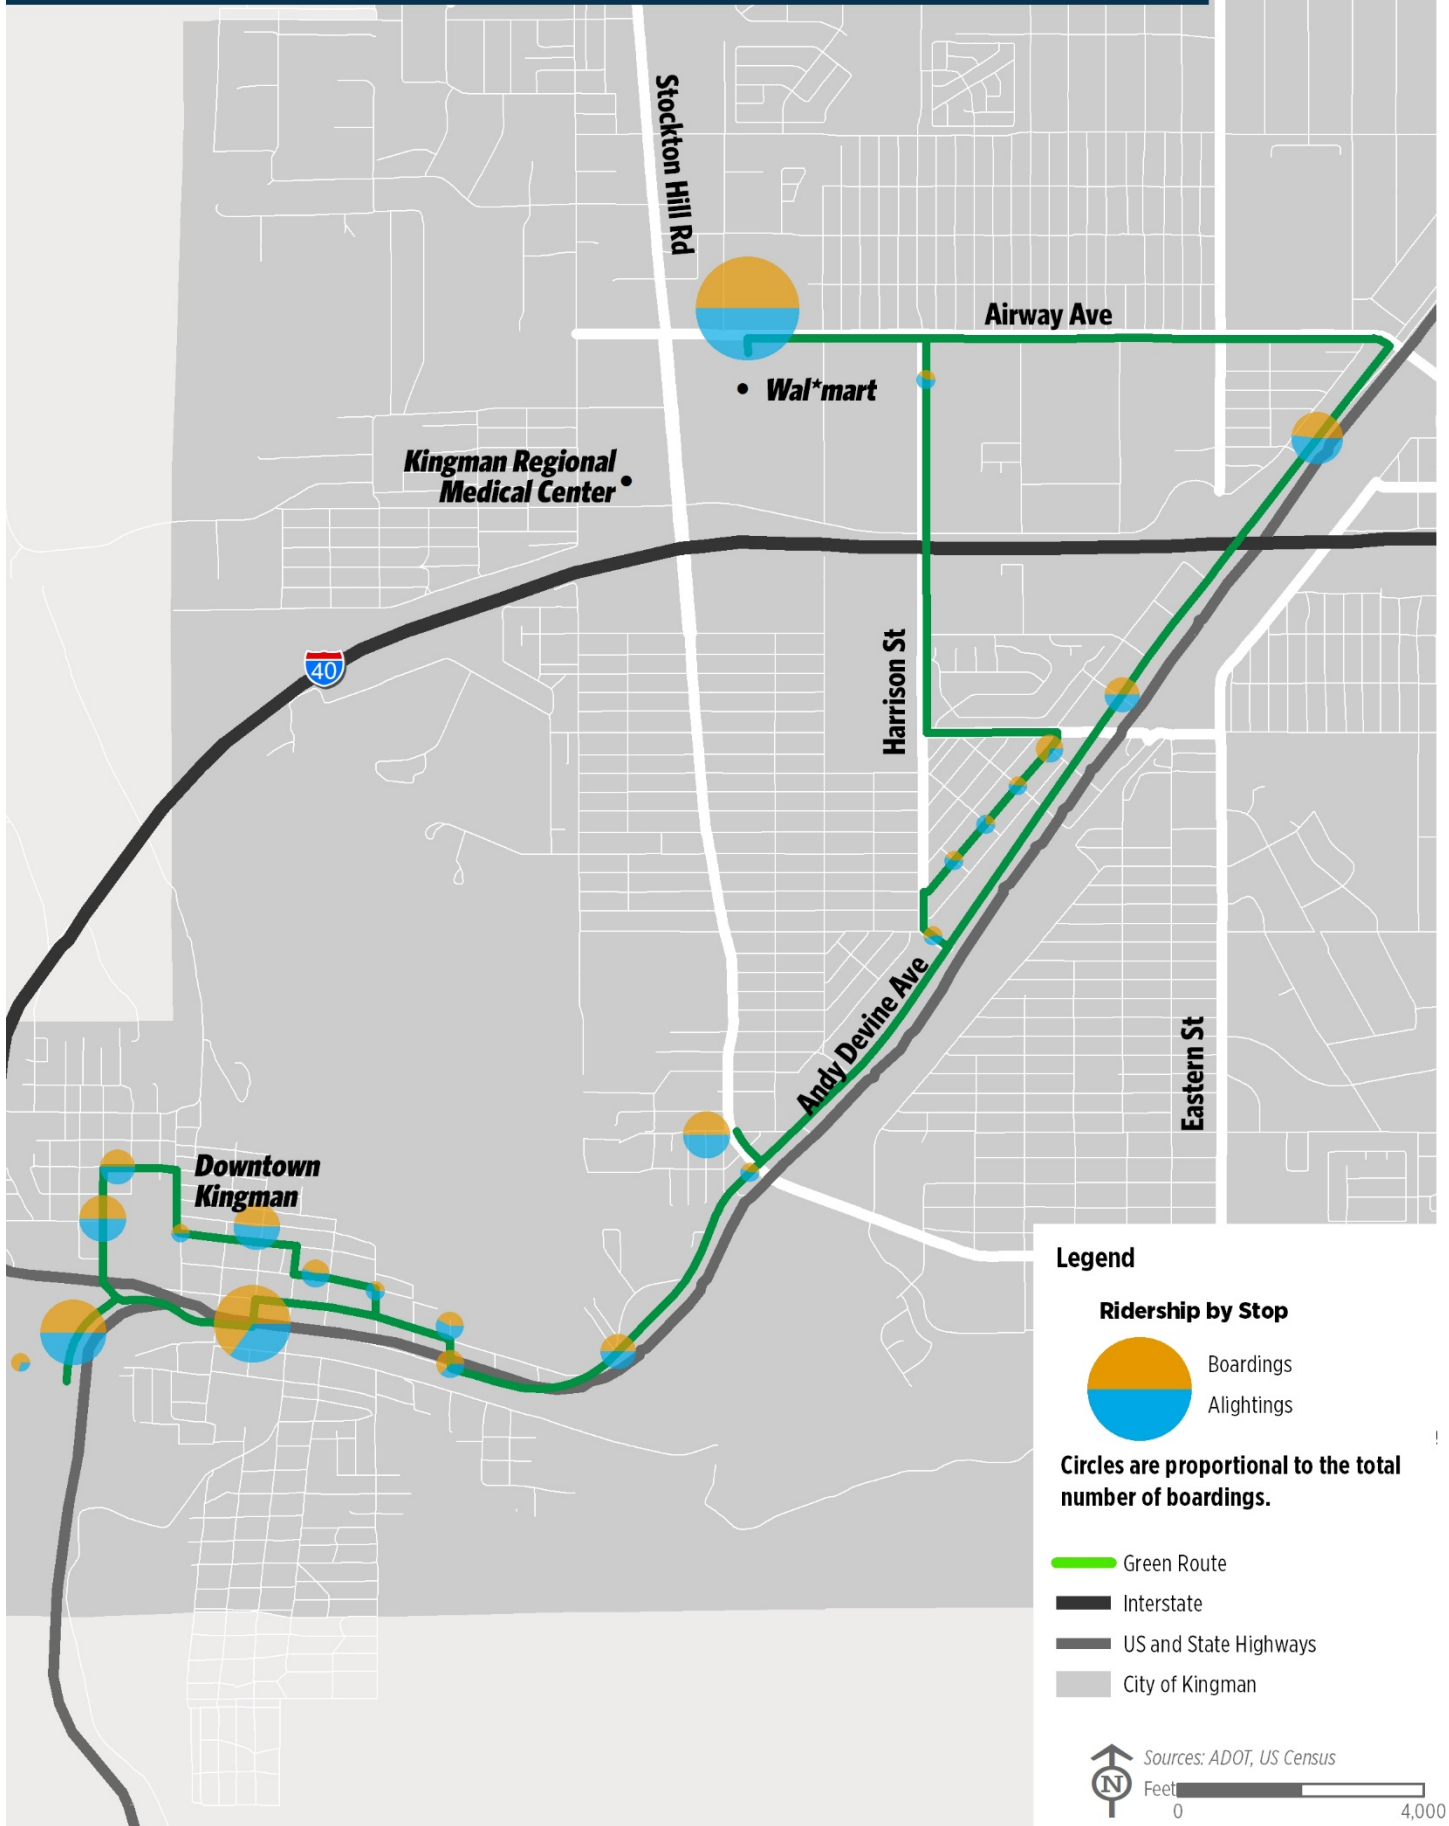 Stockton Hill Rd
Airway Ave
Wal*mart
Kingman Regional
Medical Center
40
Harrison St
Andy Devine Ave
Eastern St
Downtown
Kingman
Legend
Ridership by Stop
Boardings
Alightings
Circles are proportional to the total
number of boardings.
Green Route
Interstate
US and State Highways
City of Kingman
Sources: ADOT, US Census
N
Feet
0
4,000